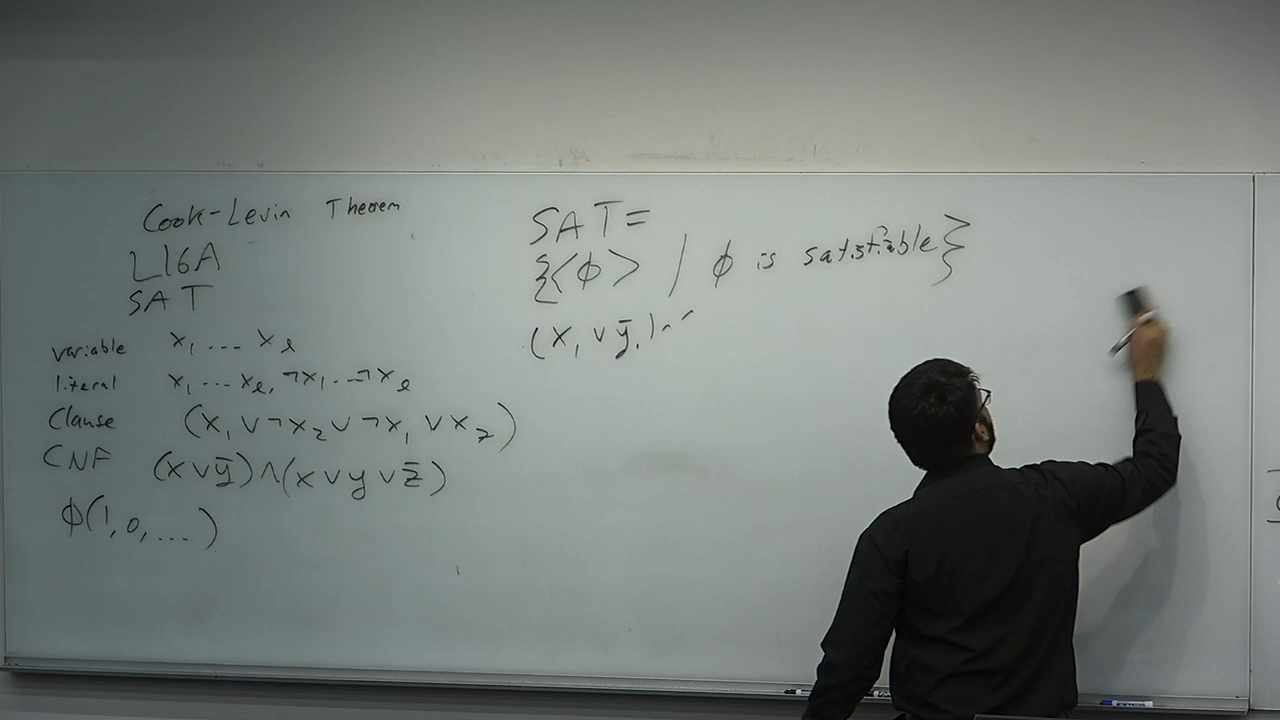 Cook-Levin Theorem
L16A
SAT
variable x₁ ... xₗ
literal x₁ ... xₗ, ¬x₁ ... ¬xₗ
Clause (x₁ ∨ ¬x₂ ∨ ¬x₁ ∨ x₂)
CNF (x ∨ ȳ) ∧ (x ∨ y ∨ z̄)
ϕ(1, 0, ...)
SAT =
{<ϕ> | ϕ is satisfiable}
(x₁ ∨ ȳ₁) ∧